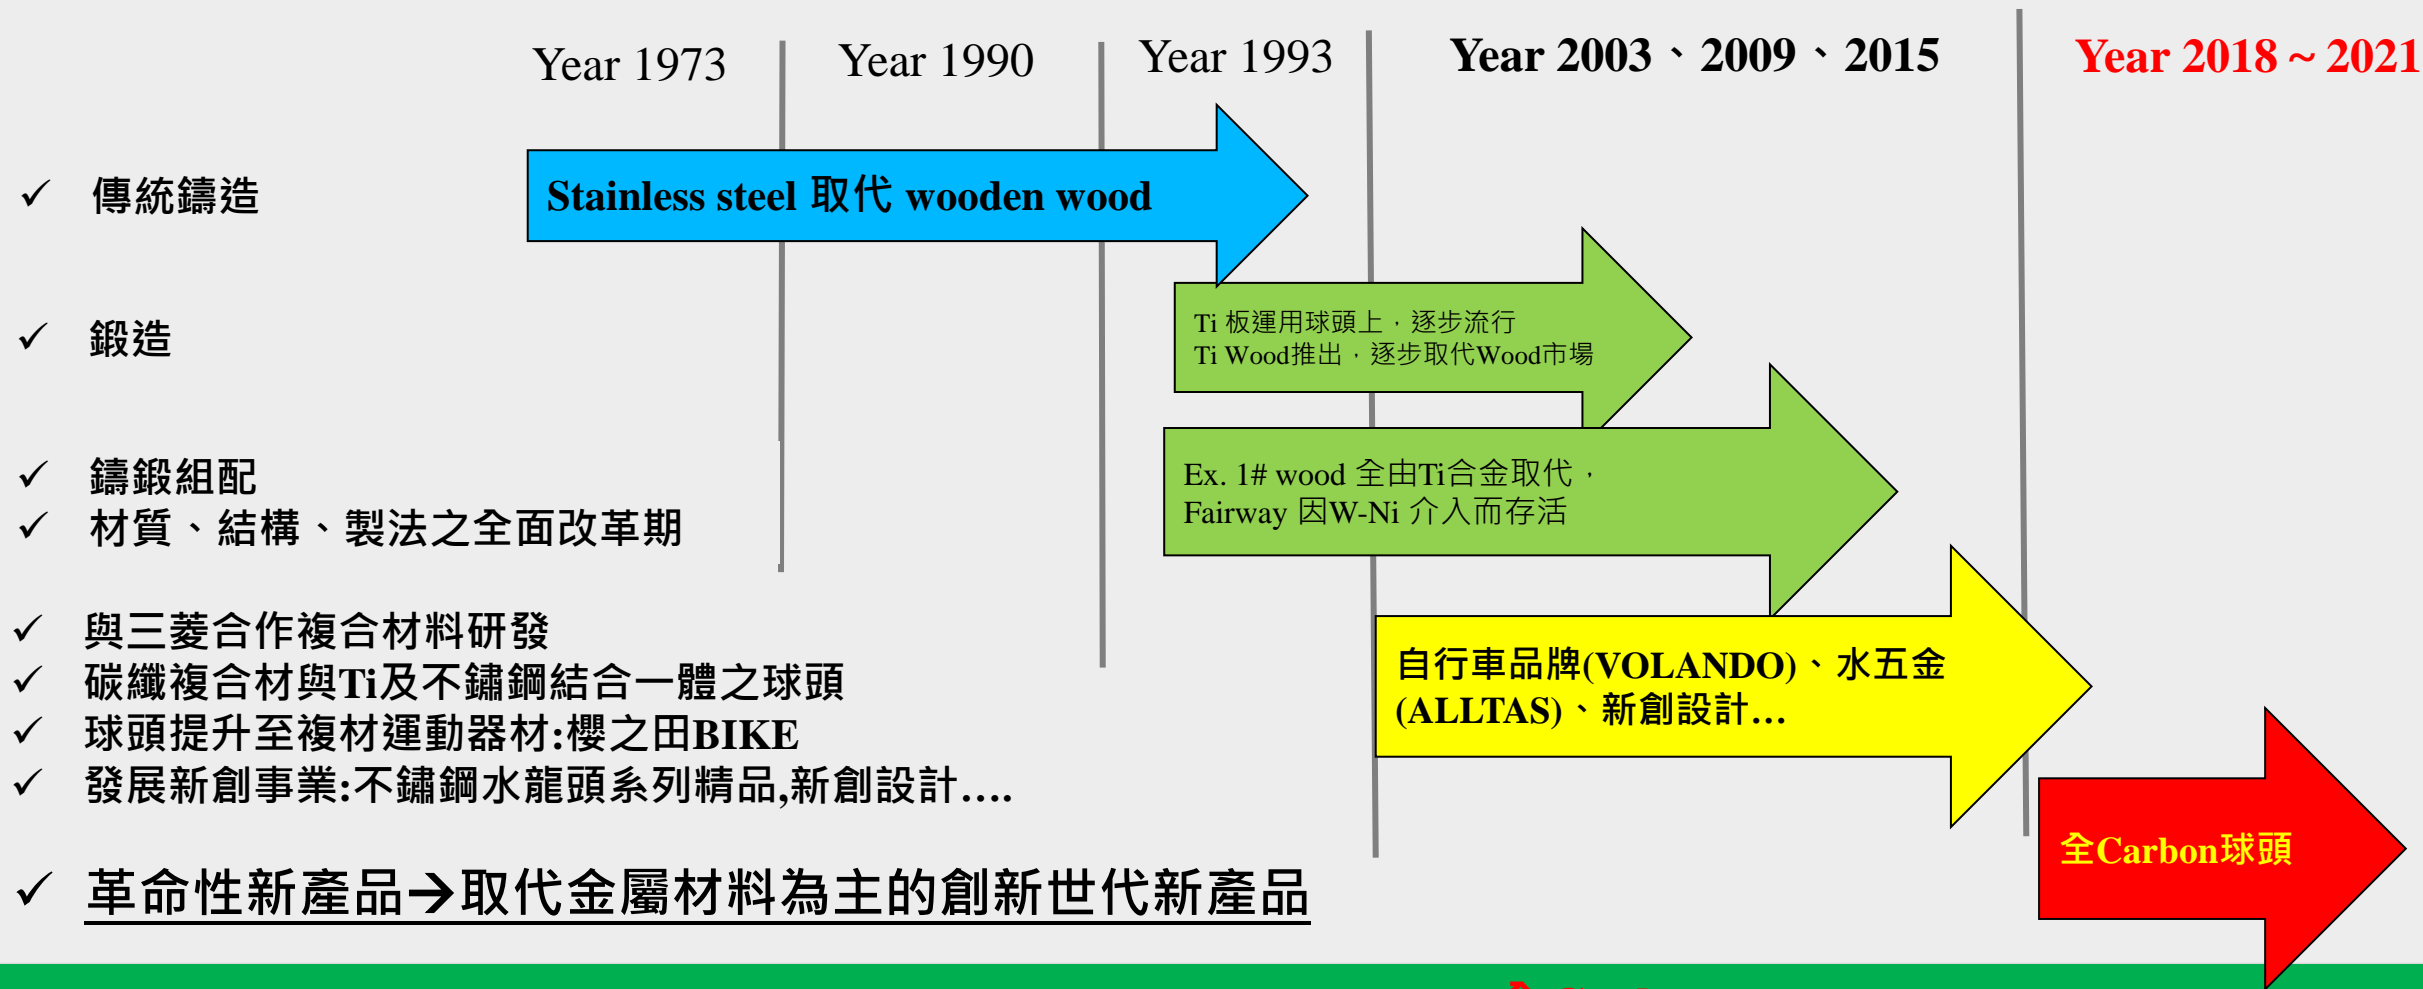 Year 1973
Year 1990
Year 1993
Year 2003、2009、2015
Year 2018～2021
✓ 傳統鑄造
Stainless steel 取代 wooden wood
✓ 鍛造
Ti 板運用球頭上，逐步流行
Ti Wood推出，逐步取代Wood市場
✓ 鑄鍛組配
✓ 材質、結構、製法之全面改革期
Ex. 1# wood 全由Ti合金取代，
Fairway 因W-Ni 介入而存活
✓ 與三菱合作複合材料研發
✓ 碳纖複合材與Ti及不鏽鋼結合一體之球頭
✓ 球頭提升至複材運動器材:櫻之田BIKE
✓ 發展新創事業:不鏽鋼水龍頭系列精品,新創設計….
自行車品牌(VOLANDO)、水五金
(ALLTAS)、新創設計…
✓ 革命性新產品→取代金屬材料為主的創新世代新產品
全Carbon球頭